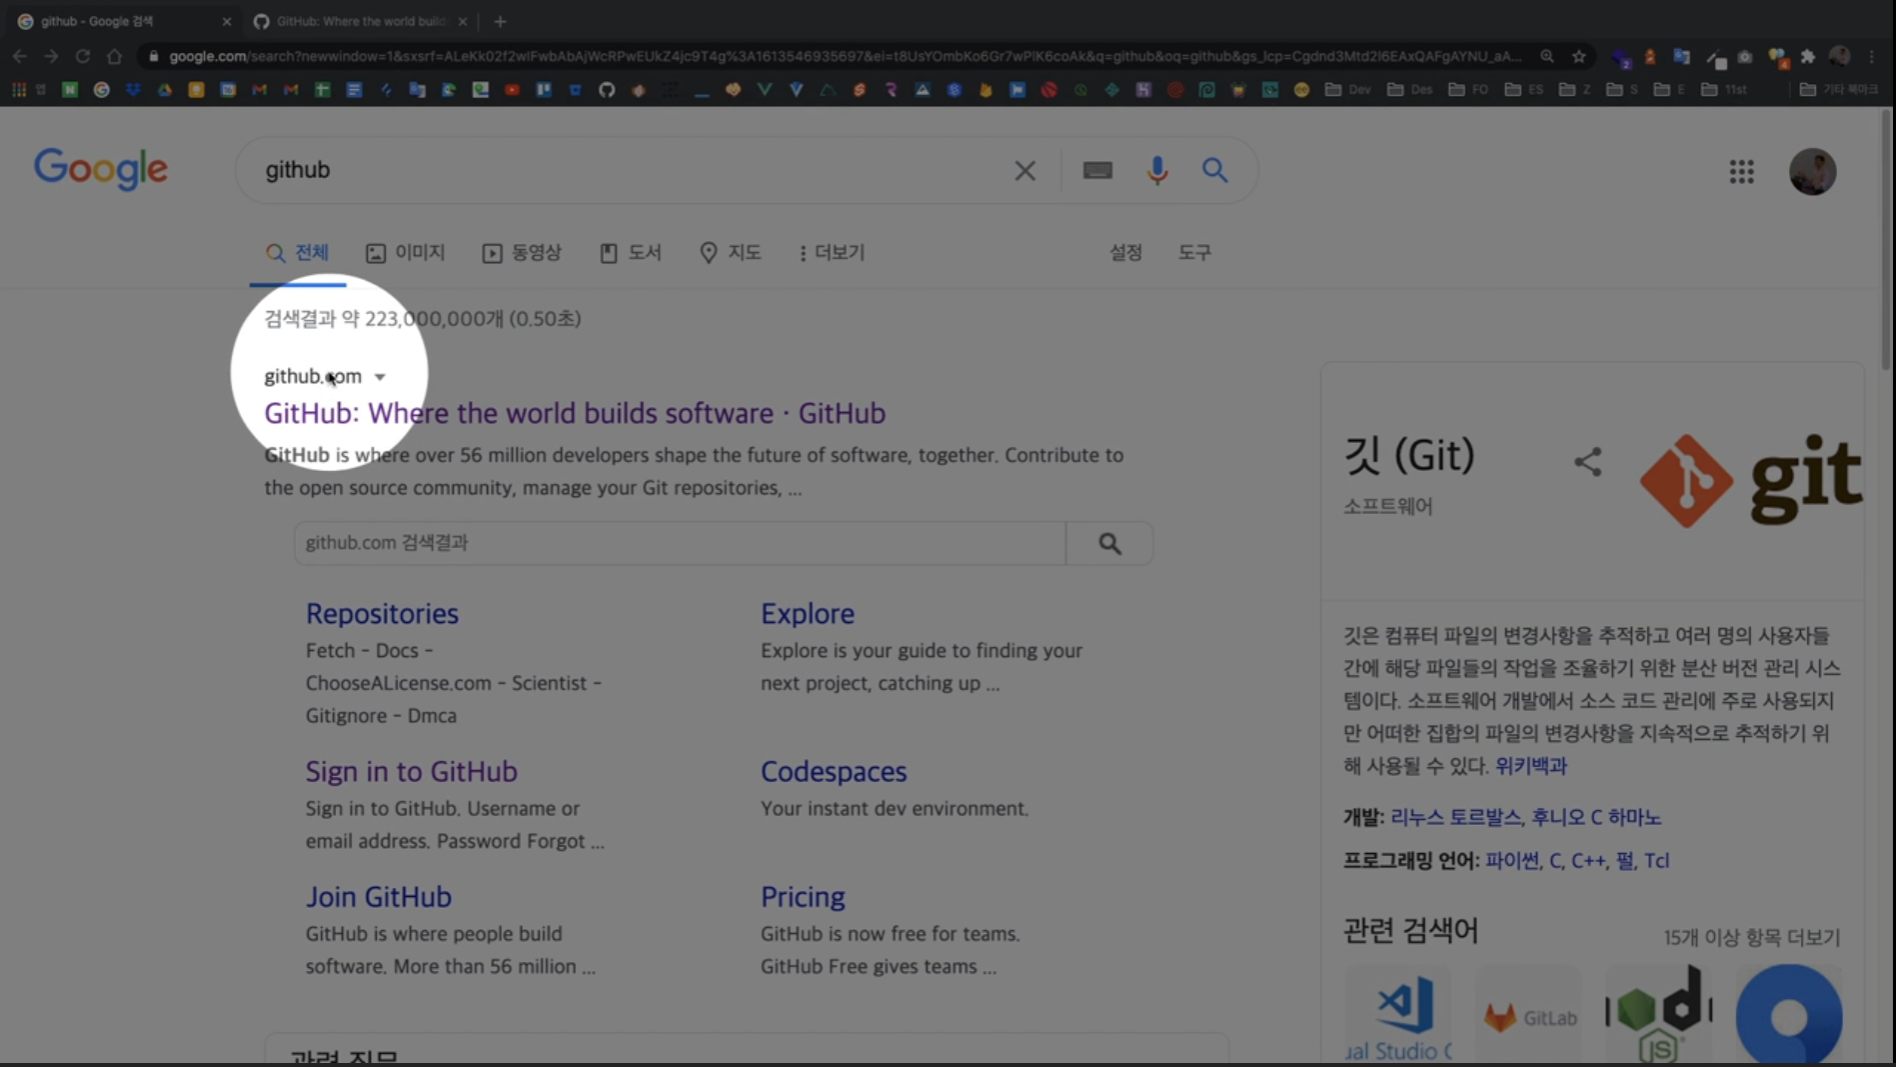 github - Google 검색
GitHub: Where the world build
google.com/search?newwindow=1&sxsrf=ALeKk02f2wIFwbAbAjWcRPwEUkZ4jc9T4g%3A1613546935697&ei=t8UsYOmbKo6Gr7wPlK6coAk&q=github&oq=github&gs_lcp=Cgdnd3Mtd2l6EAxQAFgAYNU_aA...
Dev Des FO ES Z S E 11st 기타 북마크
Google
github
전체 이미지 동영상 도서 지도 더보기 설정 도구
검색결과 약 223,000,000개 (0.50초)
github.com
GitHub: Where the world builds software · GitHub
GitHub is where over 56 million developers shape the future of software, together. Contribute to
the open source community, manage your Git repositories, ...
github.com 검색결과
Repositories
Fetch - Docs -
ChooseALicense.com - Scientist -
Gitignore - Dmca
Explore
Explore is your guide to finding your
next project, catching up ...
Sign in to GitHub
Sign in to GitHub. Username or
email address. Password Forgot ...
Codespaces
Your instant dev environment.
Join GitHub
GitHub is where people build
software. More than 56 million ...
Pricing
GitHub is now free for teams.
GitHub Free gives teams ...
관련 질문
깃 (Git)
소프트웨어
git
깃은 컴퓨터 파일의 변경사항을 추적하고 여러 명의 사용자들
간에 해당 파일들의 작업을 조율하기 위한 분산 버전 관리 시스
템이다. 소프트웨어 개발에서 소스 코드 관리에 주로 사용되지
만 어떠한 집합의 파일의 변경사항을 지속적으로 추적하기 위
해 사용될 수 있다. 위키백과
개발: 리누스 토르발스, 후니오 C 하마노
프로그래밍 언어: 파이썬, C, C++, 펄, Tcl
관련 검색어
15개 이상 항목 더보기
ual Studio C
GitLab
JS